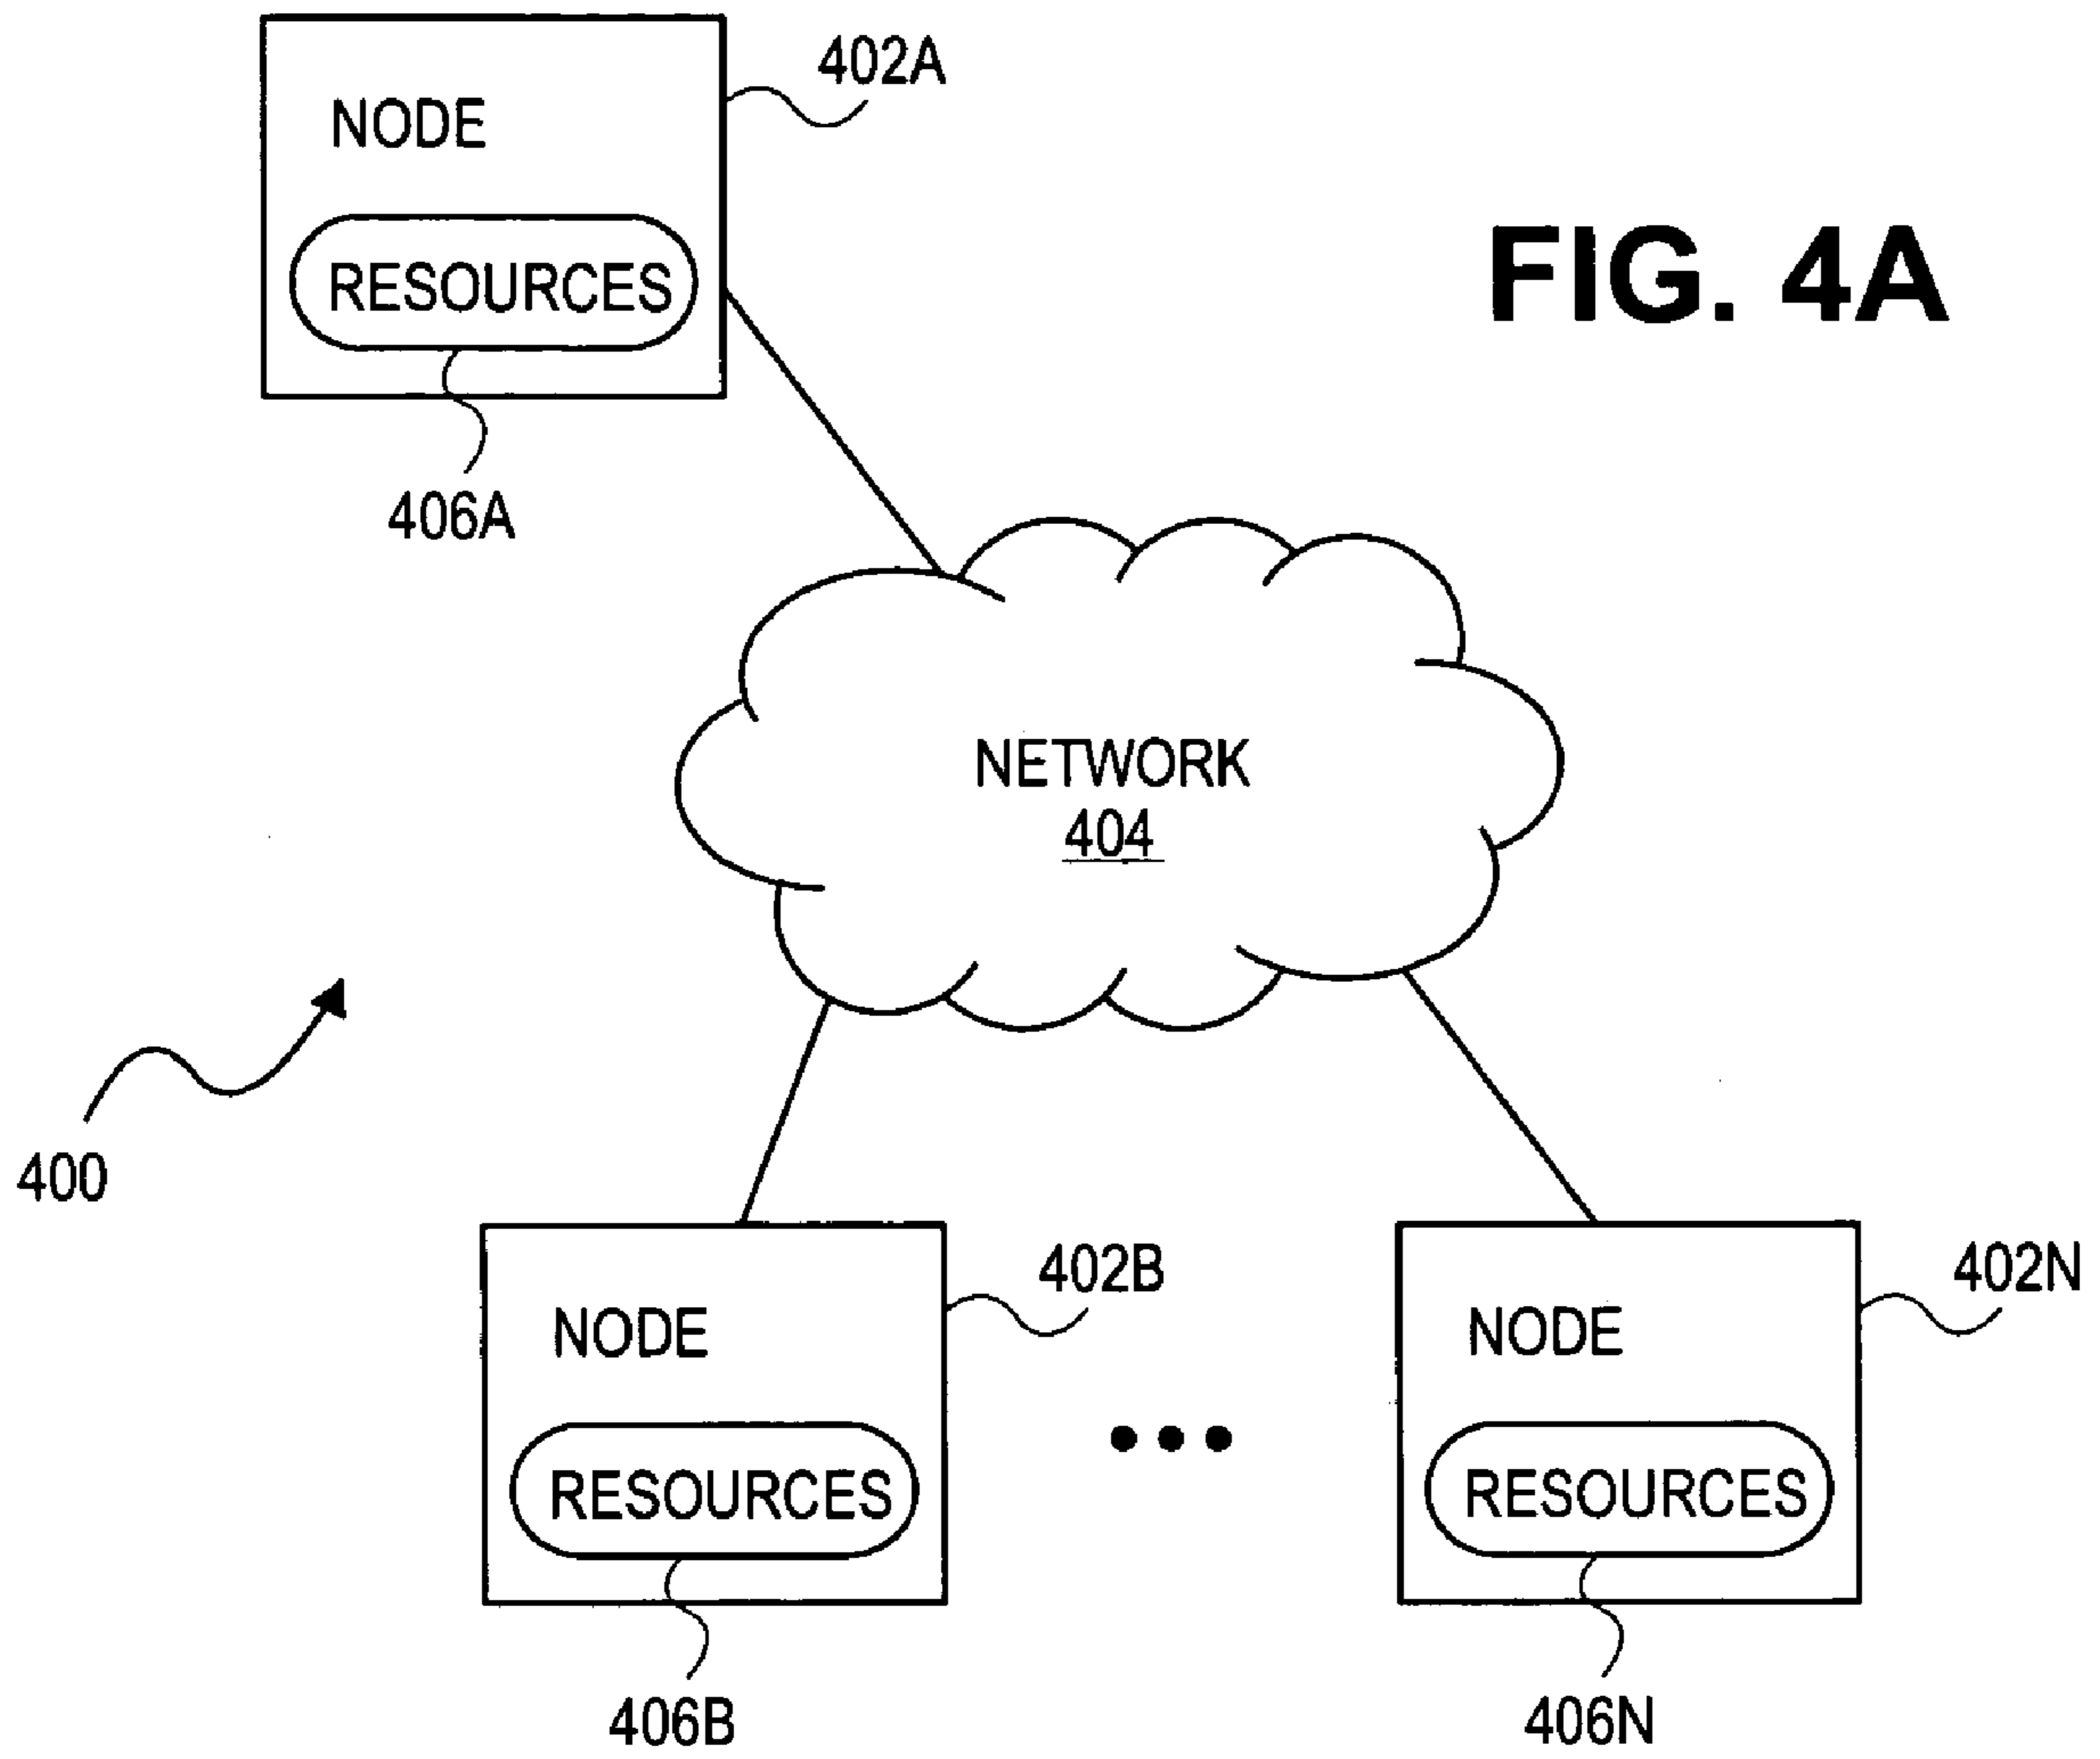 402A
NODE
FIG. 4A
RESOURCES
406A
NETWORK
404
400
402B
402N
NODE
NODE
RESOURCES
RESOURCES
406B
406N